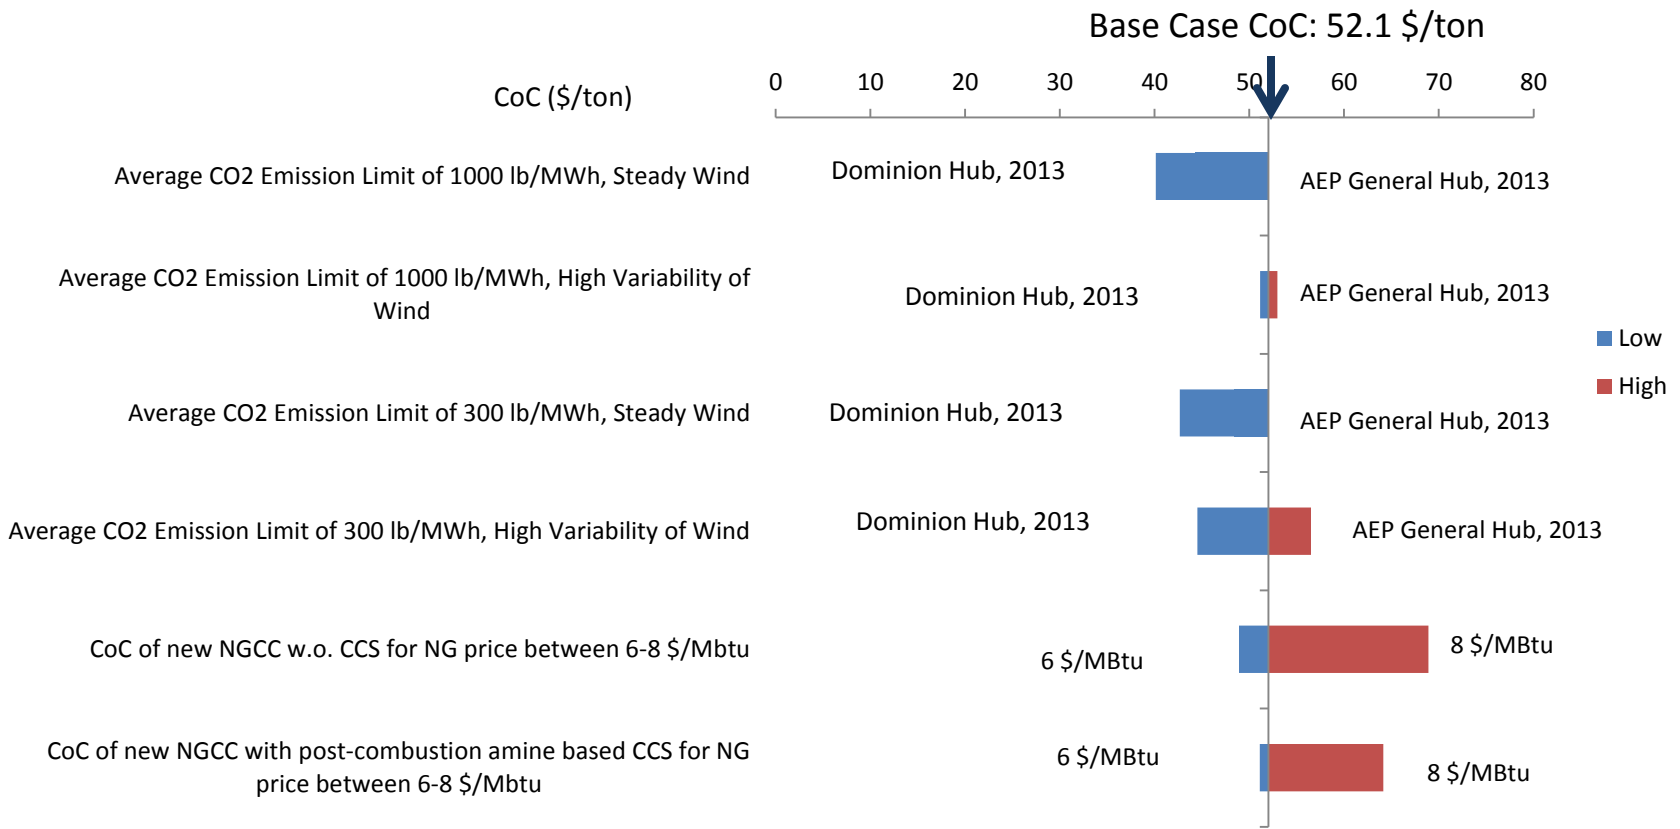 Base Case CoC: 52.1 $/ton
CoC ($/ton)
0 10 20 30 40 50 60 70 80
Average CO2 Emission Limit of 1000 lb/MWh, Steady Wind
Dominion Hub, 2013
AEP General Hub, 2013
Average CO2 Emission Limit of 1000 lb/MWh, High Variability of
Wind
Dominion Hub, 2013
AEP General Hub, 2013
Low
High
Average CO2 Emission Limit of 300 lb/MWh, Steady Wind
Dominion Hub, 2013
AEP General Hub, 2013
Average CO2 Emission Limit of 300 lb/MWh, High Variability of Wind
Dominion Hub, 2013
AEP General Hub, 2013
CoC of new NGCC w.o. CCS for NG price between 6-8 $/Mbtu
6 $/MBtu
8 $/MBtu
CoC of new NGCC with post-combustion amine based CCS for NG
price between 6-8 $/Mbtu
6 $/MBtu
8 $/MBtu